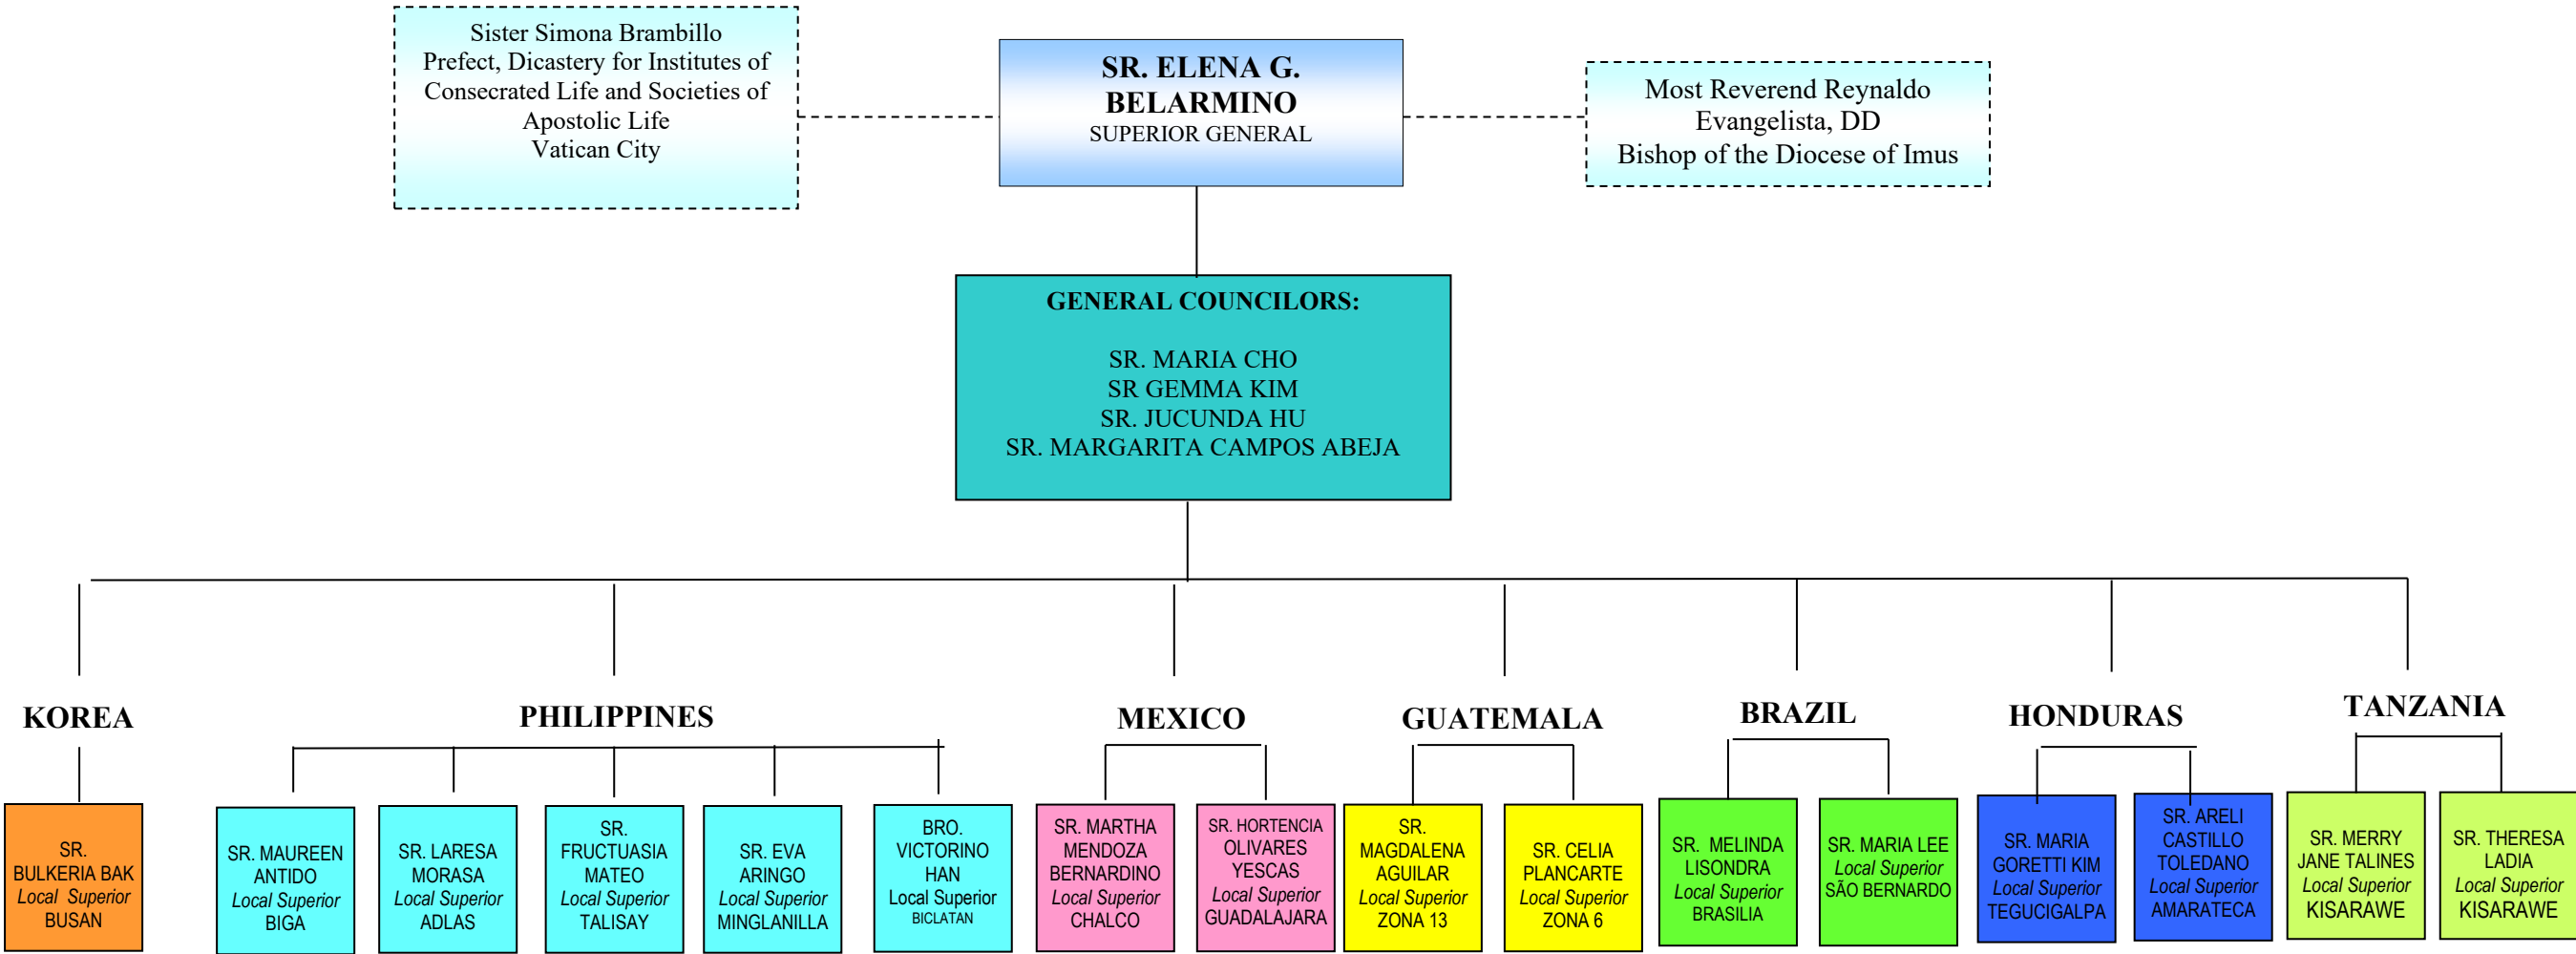 Sister Simona Brambillo
Prefect, Dicastery for Institutes of
Consecrated Life and Societies of
Apostolic Life
Vatican City
SR. ELENA G.
BELARMINO
SUPERIOR GENERAL
Most Reverend Reynaldo
Evangelista, DD
Bishop of the Diocese of Imus
GENERAL COUNCILORS:
SR. MARIA CHO
SR GEMMA KIM
SR. JUCUNDA HU
SR. MARGARITA CAMPOS ABEJA
KOREA
PHILIPPINES
MEXICO
GUATEMALA
BRAZIL
HONDURAS
TANZANIA
SR.
BULKERIA BAK
Local Superior
BUSAN
SR. MAUREEN
ANTIDO
Local Superior
BIGA
SR. LARESA
MORASA
Local Superior
ADLAS
SR.
FRUCTUASIA
MATEO
Local Superior
TALISAY
SR. EVA
ARINGO
Local Superior
MINGLANILLA
BRO.
VICTORINO
HAN
Local Superior
BICLATAN
SR. MARTHA
MENDOZA
BERNARDINO
Local Superior
CHALCO
SR. HORTENCIA
OLIVARES
YESCAS
Local Superior
GUADALAJARA
SR.
MAGDALENA
AGUILAR
Local Superior
ZONA 13
SR. CELIA
PLANCARTE
Local Superior
ZONA 6
SR. MELINDA
LISONDRA
Local Superior
BRASILIA
SR. MARIA LEE
Local Superior
SÃO BERNARDO
SR. MARIA
GORETTI KIM
Local Superior
TEGUCIGALPA
SR. ARELI
CASTILLO
TOLEDANO
Local Superior
AMARATECA
SR. MERRY
JANE TALINES
Local Superior
KISARAWE
SR. THERESA
LADIA
Local Superior
KISARAWE